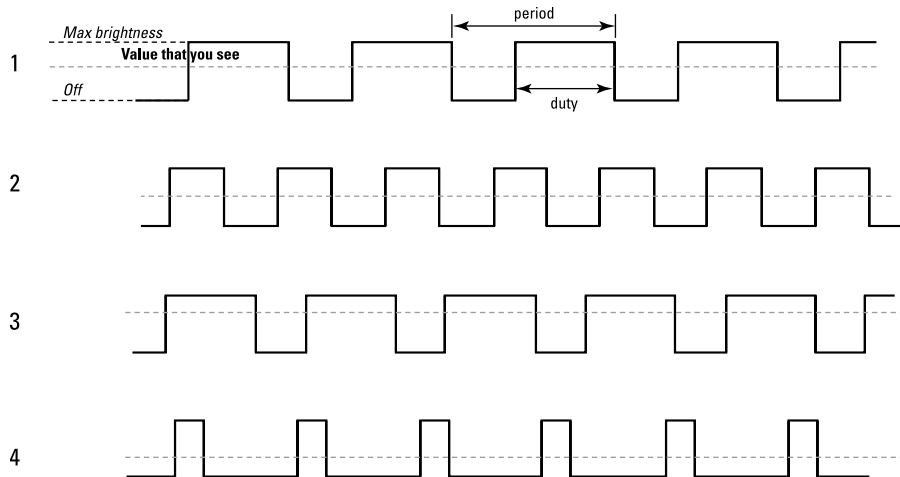 period
Max brightness
Value that you see
1
Off
duty
2
3
4